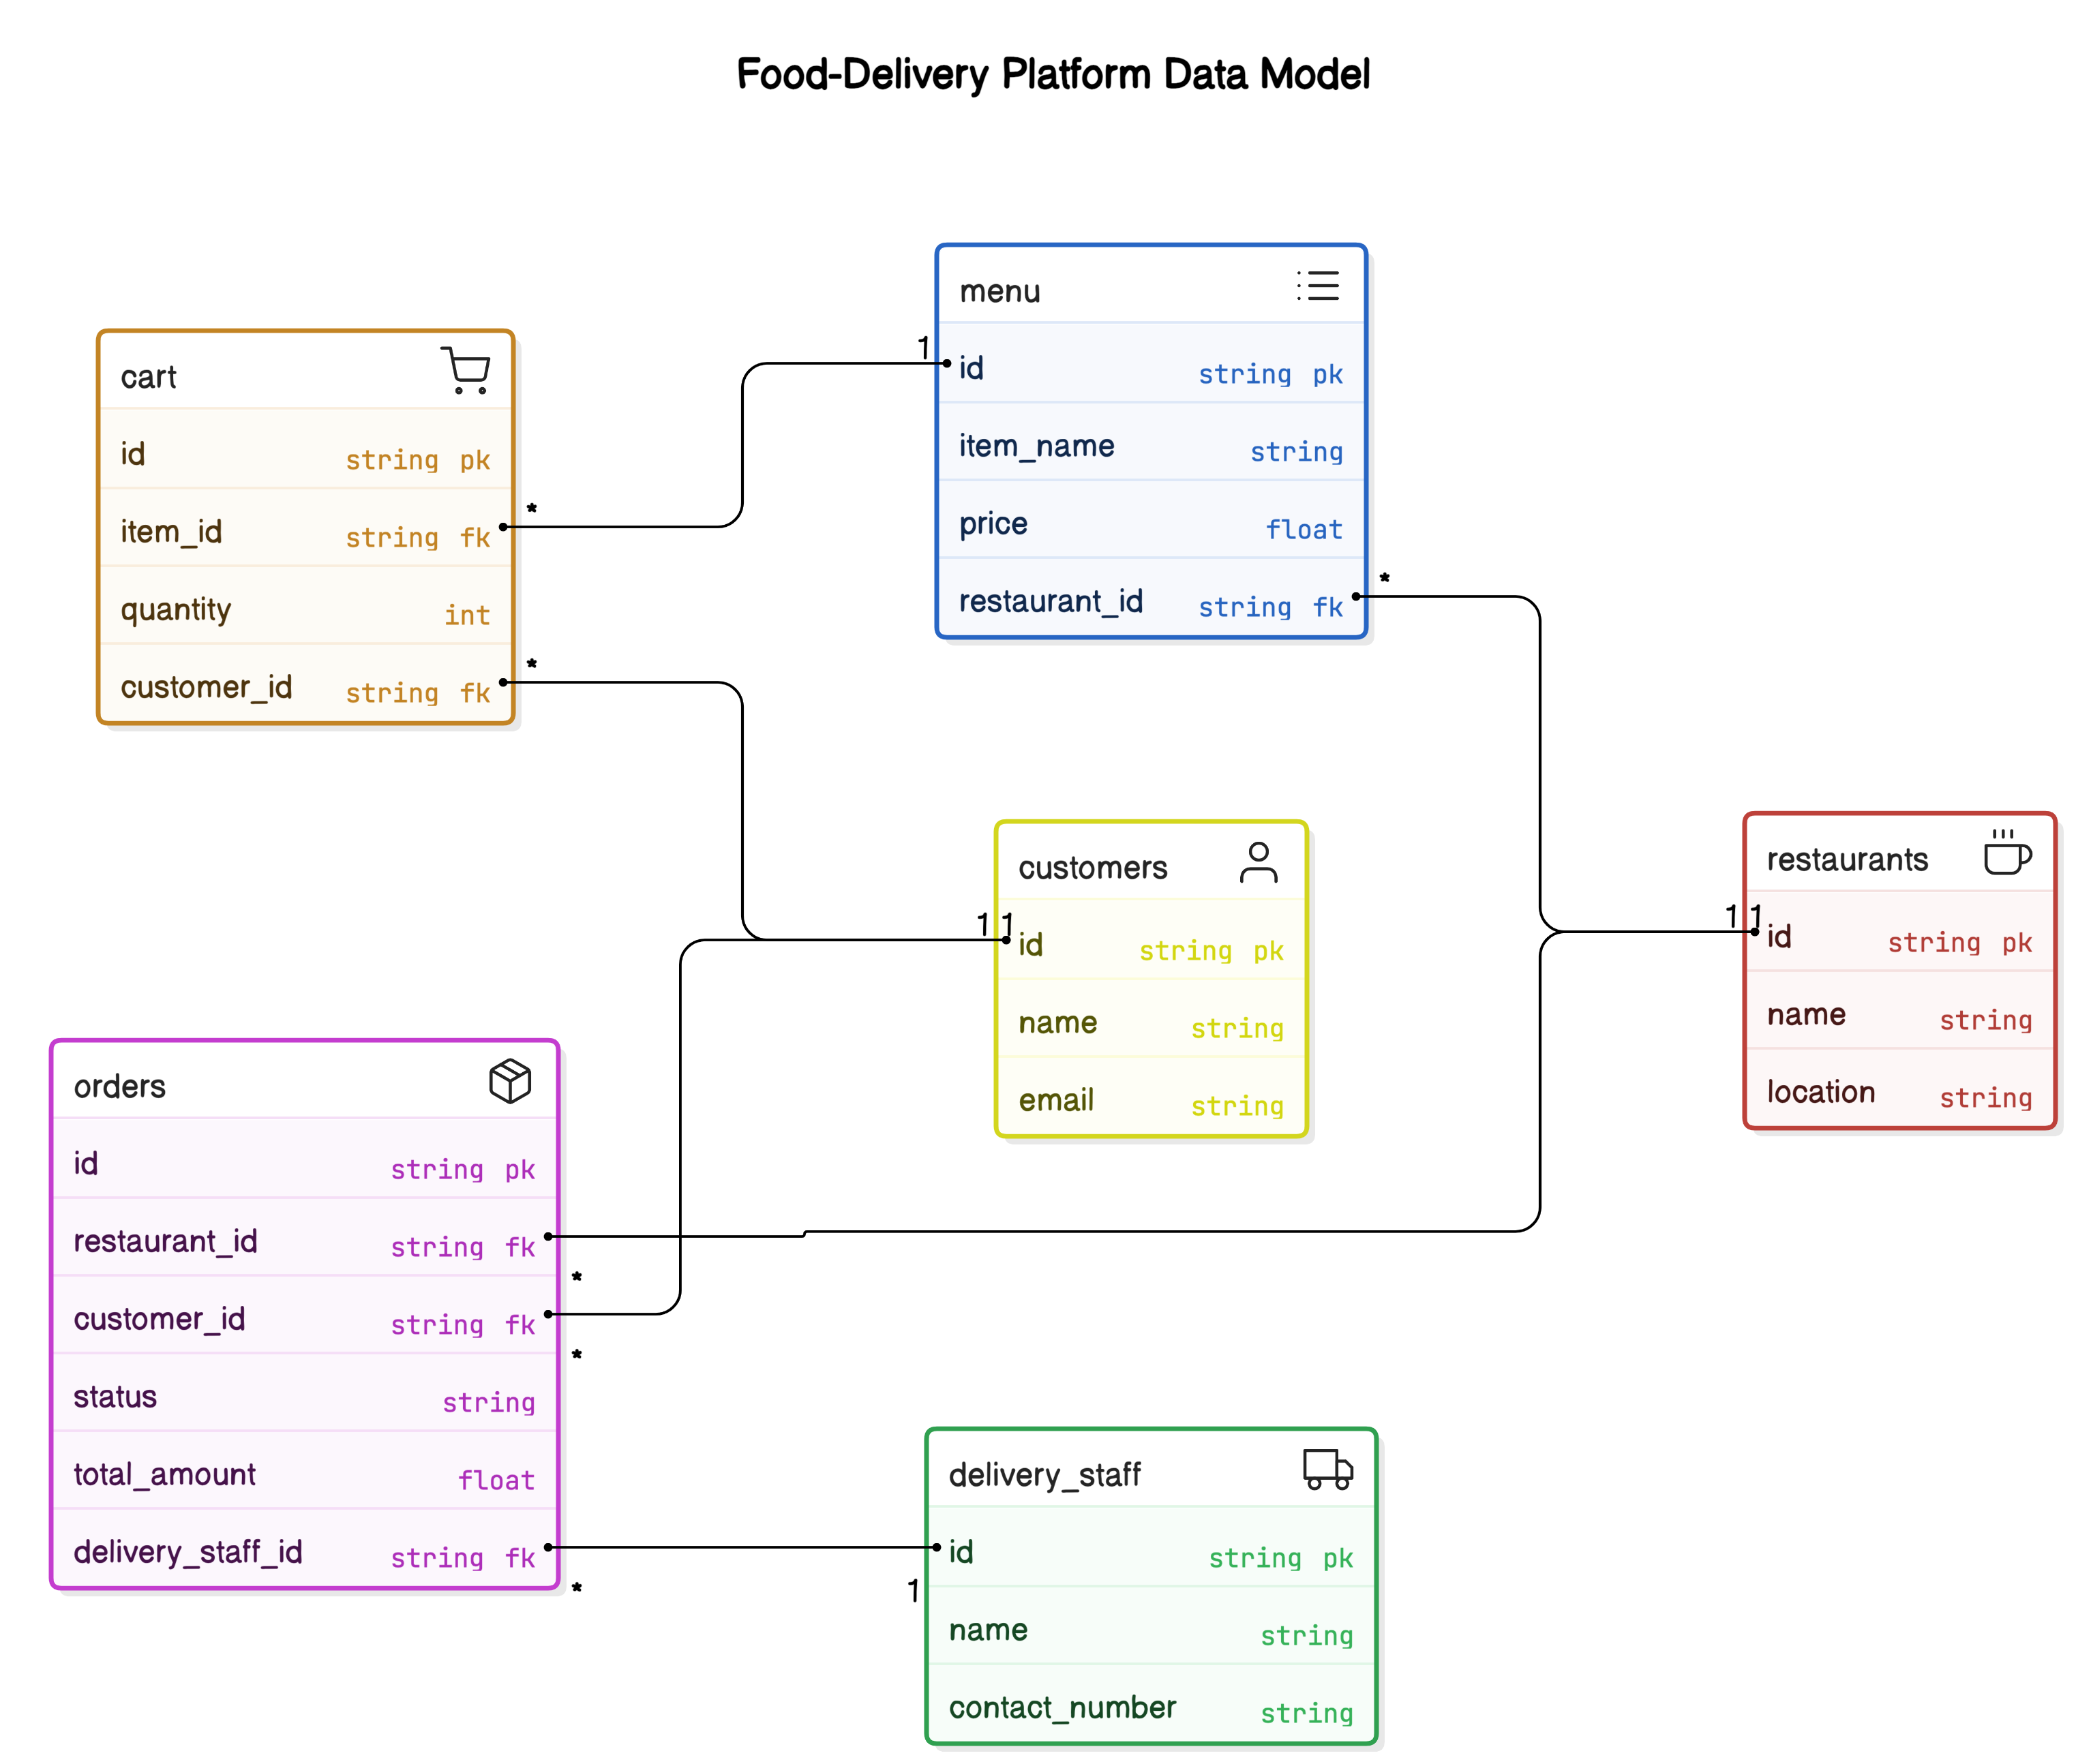 Food-Delivery Platform Data Model
menu
id string pk
item_name string
price float
restaurant_id string fk
cart
id string pk
item_id string fk
quantity int
customer_id string fk
1
*
*
*
customers
id string pk
name string
email string
1 1
restaurants
id string pk
name string
location string
1 1
orders
id string pk
restaurant_id string fk
customer_id string fk
status string
total_amount float
delivery_staff_id string fk
*
*
*
1
delivery_staff
id string pk
name string
contact_number string